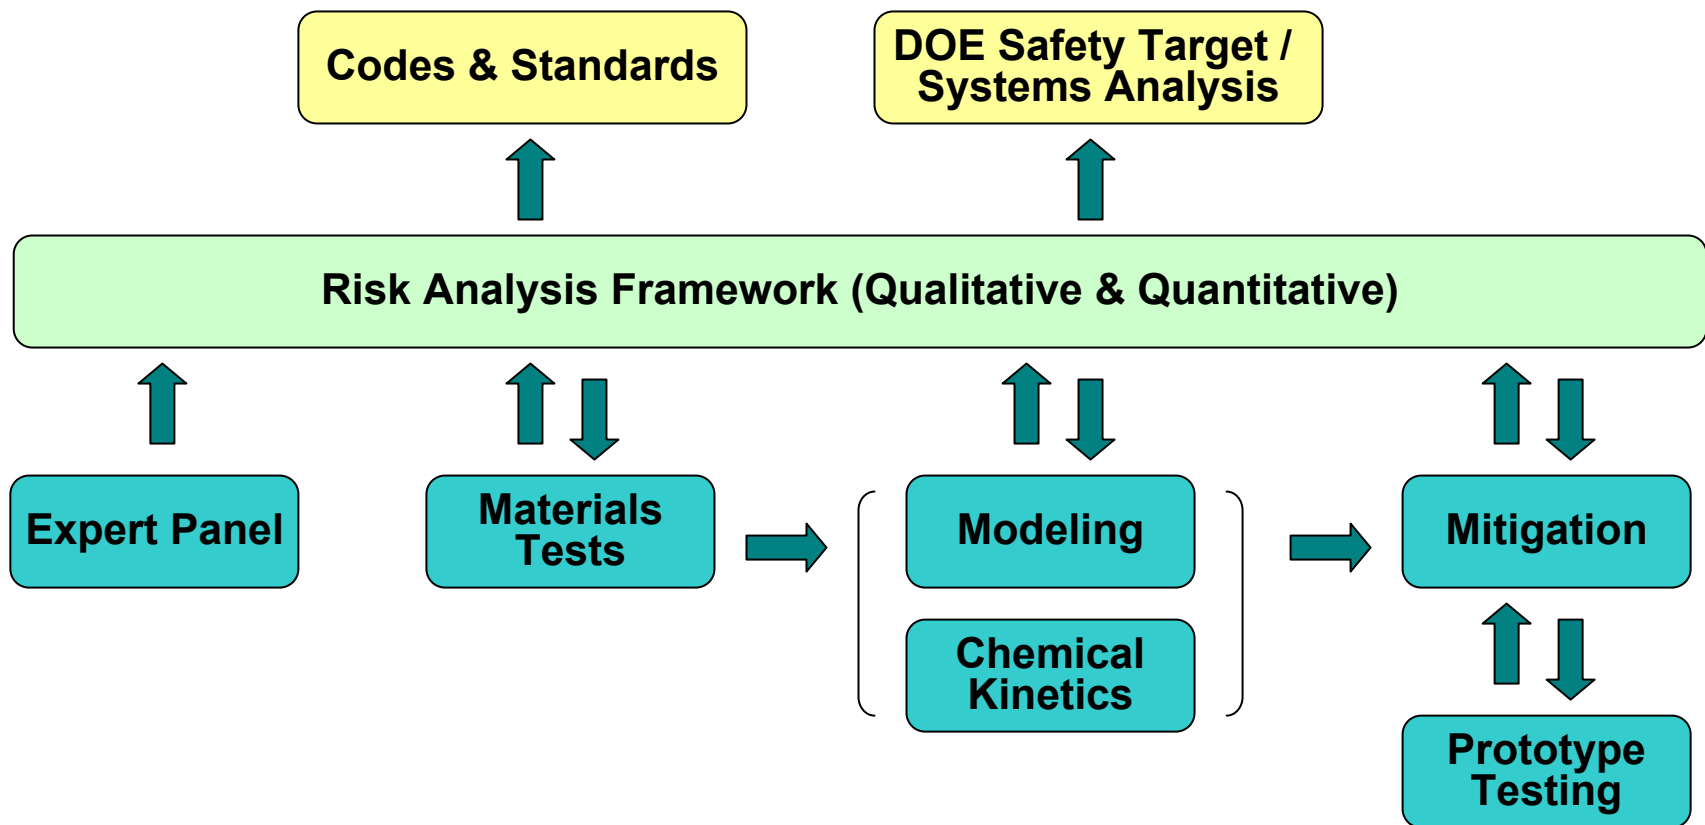 Codes & Standards
DOE Safety Target /
Systems Analysis
Risk Analysis Framework (Qualitative & Quantitative)
Expert Panel
Materials
Tests
Modeling
Mitigation
Chemical
Kinetics
Prototype
Testing